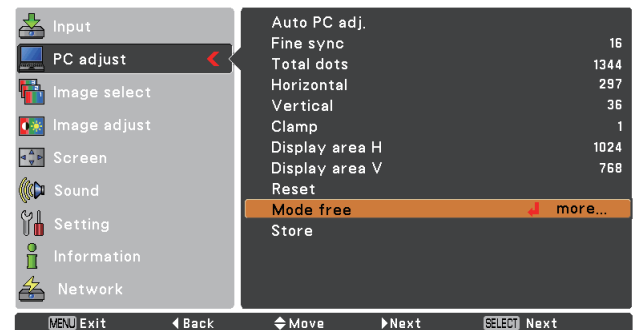 Input
PC adjust
Image select
Image adjust
Screen
Sound
Setting
Information
Network
Auto PC adj.
Fine sync 16
Total dots 1344
Horizontal 297
Vertical 36
Clamp 1
Display area H 1024
Display area V 768
Reset
Mode free more...
Store
MENU Exit Back Move Next SELECT Next